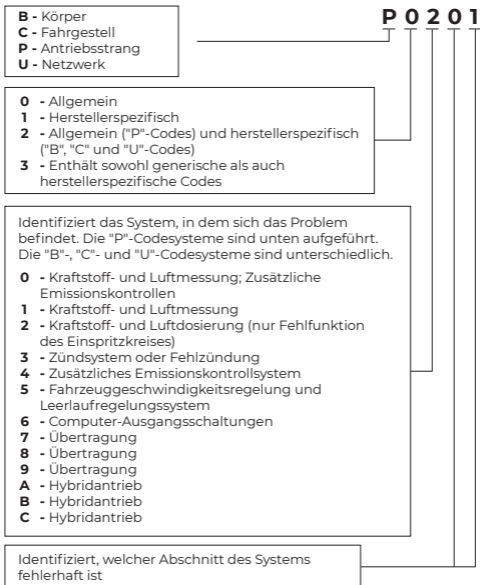 B - Körper
C - Fahrgestell
P - Antriebsstrang
U - Netzwerk
P 0 2 0 1
0 - Allgemein
1 - Herstellerspezifisch
2 - Allgemein ("P"-Codes) und herstellerspezifisch
("B", "C" und "U"-Codes)
3 - Enthält sowohl generische als auch
herstellerspezifische Codes
Identifiziert das System, in dem sich das Problem
befindet. Die "P"-Codesysteme sind unten aufgeführt.
Die "B"-, "C"- und "U"-Codesysteme sind unterschiedlich.
0 - Kraftstoff- und Luftmessung; Zusätzliche
Emissionskontrollen
1 - Kraftstoff- und Luftmessung
2 - Kraftstoff- und Luftdosierung (nur Fehlfunktion
des Einspritzkreises)
3 - Zündsystem oder Fehlzündung
4 - Zusätzliches Emissionskontrollsystem
5 - Fahrzeuggeschwindigkeitsregelung und
Leerlaufregelungssystem
6 - Computer-Ausgangsschaltungen
7 - Übertragung
8 - Übertragung
9 - Übertragung
A - Hybridantrieb
B - Hybridantrieb
C - Hybridantrieb
Identifiziert, welcher Abschnitt des Systems
fehlerhaft ist